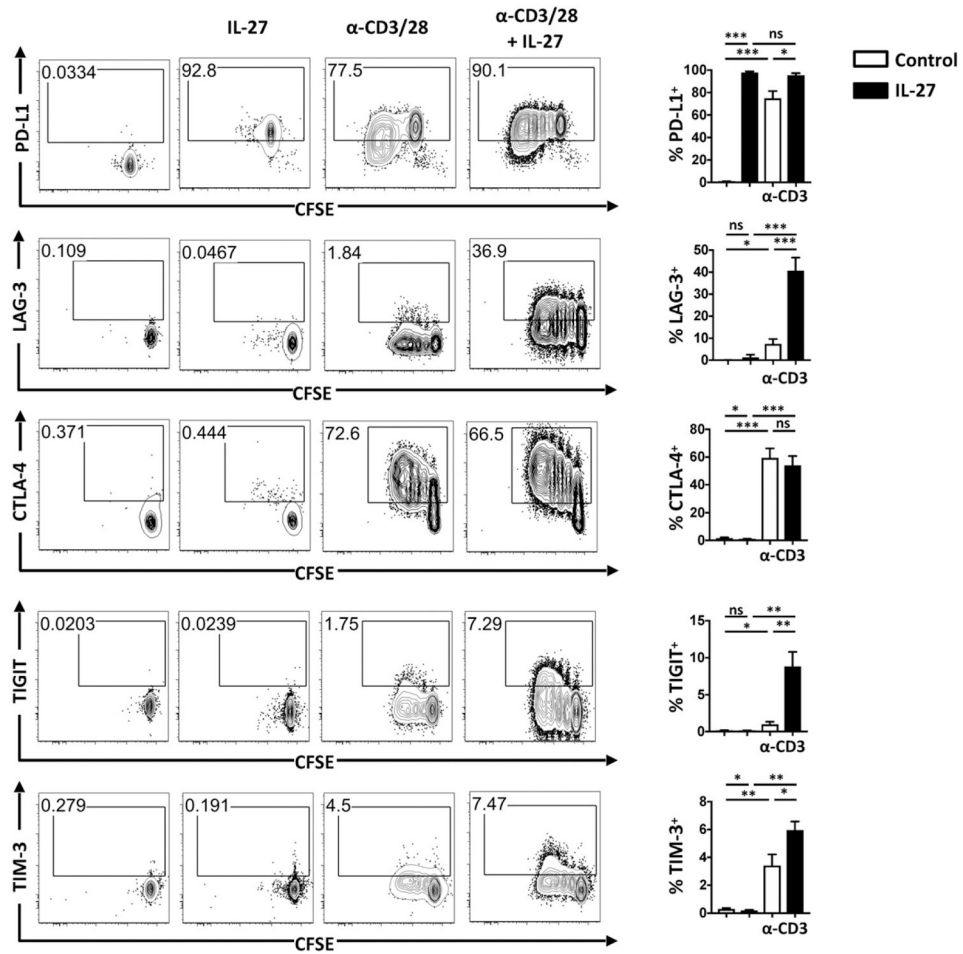 IL-27 α-CD3/28 α-CD3/28
+ IL-27
0.0334 92.8 77.5 90.1
PD-L1
CFSE
*** ns
*** *
100
80
60
40
20
0
% PD-L1⁺
α-CD3
Control
IL-27
0.109 0.0467 1.84 36.9
LAG-3
CFSE
ns ***
* ***
50
40
30
20
10
0
% LAG-3⁺
α-CD3
0.371 0.444 72.6 66.5
CTLA-4
CFSE
* ***
*** ns
80
60
40
20
0
% CTLA-4⁺
α-CD3
0.0203 0.0239 1.75 7.29
TIGIT
CFSE
ns **
* **
15
10
5
0
% TIGIT⁺
α-CD3
0.279 0.191 4.5 7.47
TIM-3
CFSE
* **
** *
8
6
4
2
0
% TIM-3⁺
α-CD3